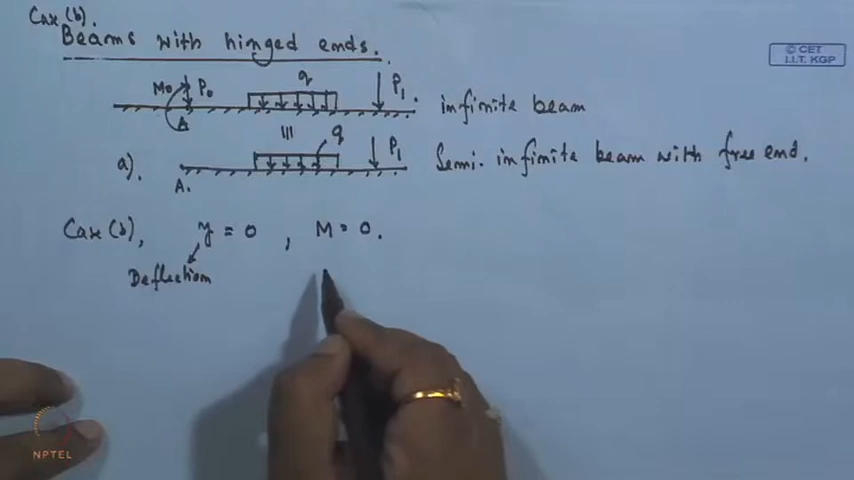 Case(b).
Beams with hinged ends.
© CET
I.I.T. KGP
M0 P0 q P1
A infinite beam
a). q P1 Semi. infinite beam with free end.
A.
Case(b), y = 0 , M = 0.
Deflection
NPTEL